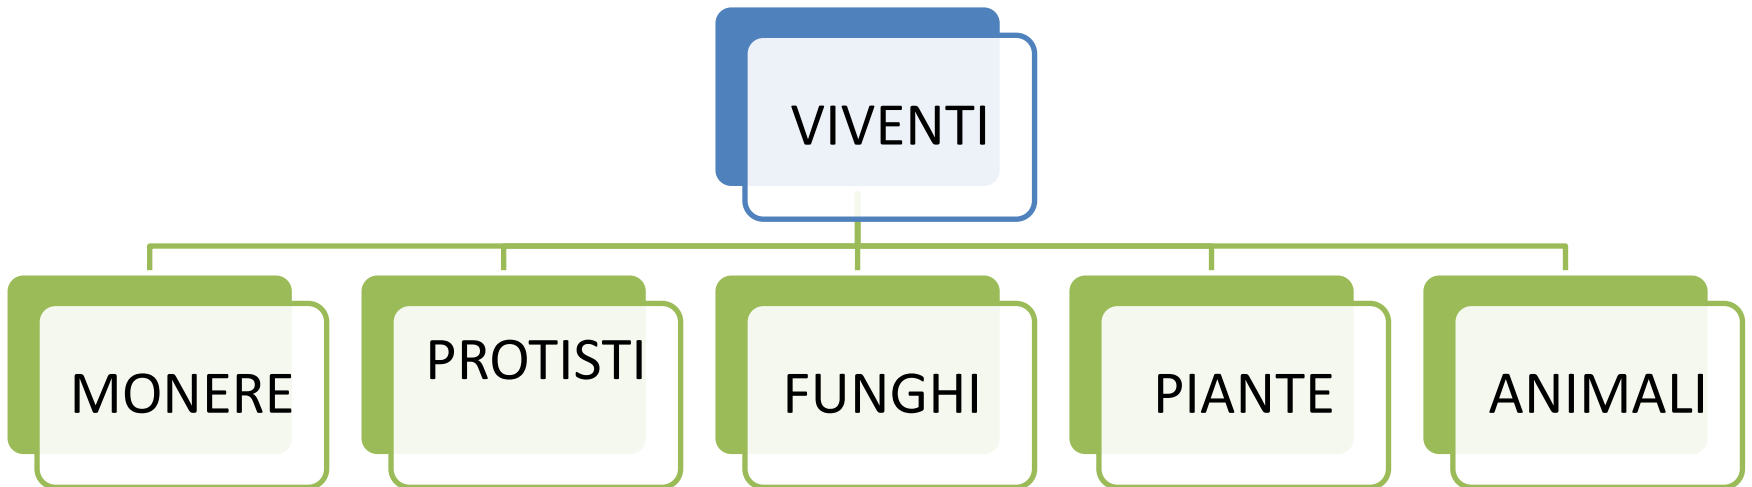 VIVENTI
MONERE
PROTISTI
FUNGHI
PIANTE
ANIMALI